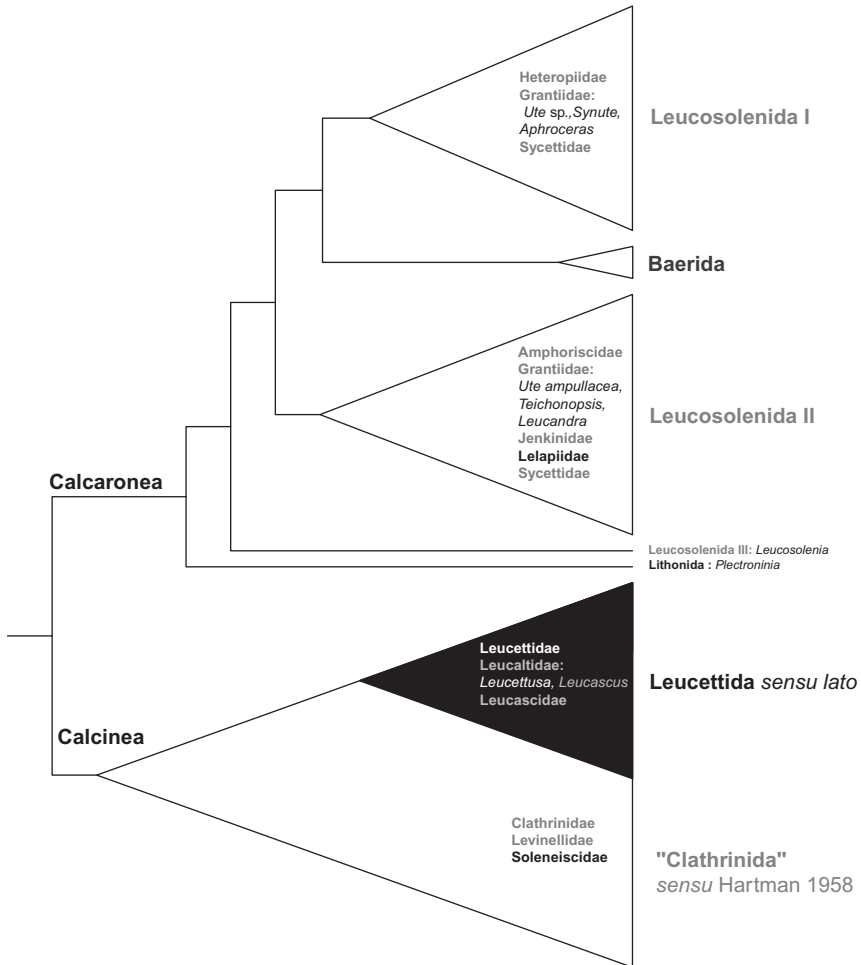 Heteropiidae
Grantiidae:
Ute sp.,Synute,
Aphroceras
Sycettidae
Leucosolenida I
Baerida
Amphoriscidae
Grantiidae:
Ute ampullacea,
Teichonopsis,
Leucandra
Jenkinidae
Lelapiidae
Sycettidae
Leucosolenida II
Calcaronea
Leucosolenida III: Leucosolenia
Lithonida : Plectroninia
Leucettidae
Leucaltidae:
Leucettusa, Leucascus
Leucascidae
Leucettida sensu lato
Calcinea
Clathrinidae
Levinellidae
Soleneiscidae
"Clathrinida"
sensu Hartman 1958